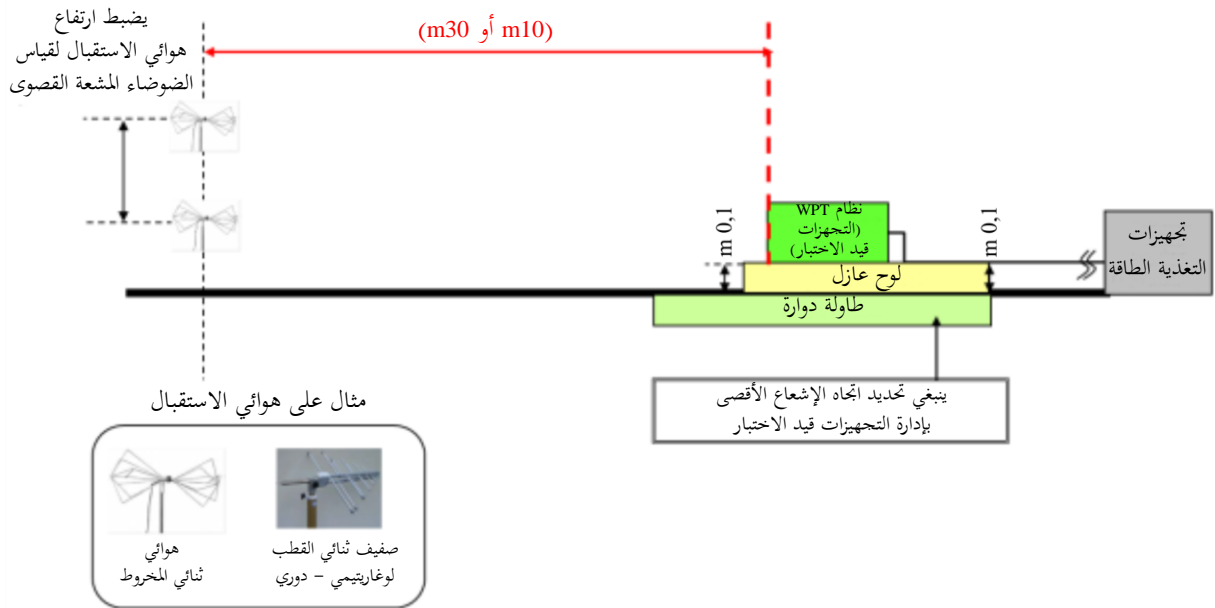 يضبط ارتفاع
هوائي الاستقبال لقياس
الضوضاء المشعة القصوى
(m10 أو m30)
m 0,1
نظام WPT
(التجهيزات
قيد الاختبار)
m 0,1
تجهيزات
التغذية الطاقة
لوح عازل
طاولة دوارة
ينبغي تحديد اتجاه الإشعاع الأقصى
بإدارة التجهيزات قيد الاختبار
مثال على هوائي الاستقبال
صفيف ثنائي القطب
لوغاريتيمي – دوري
هوائي
ثنائي المخروط